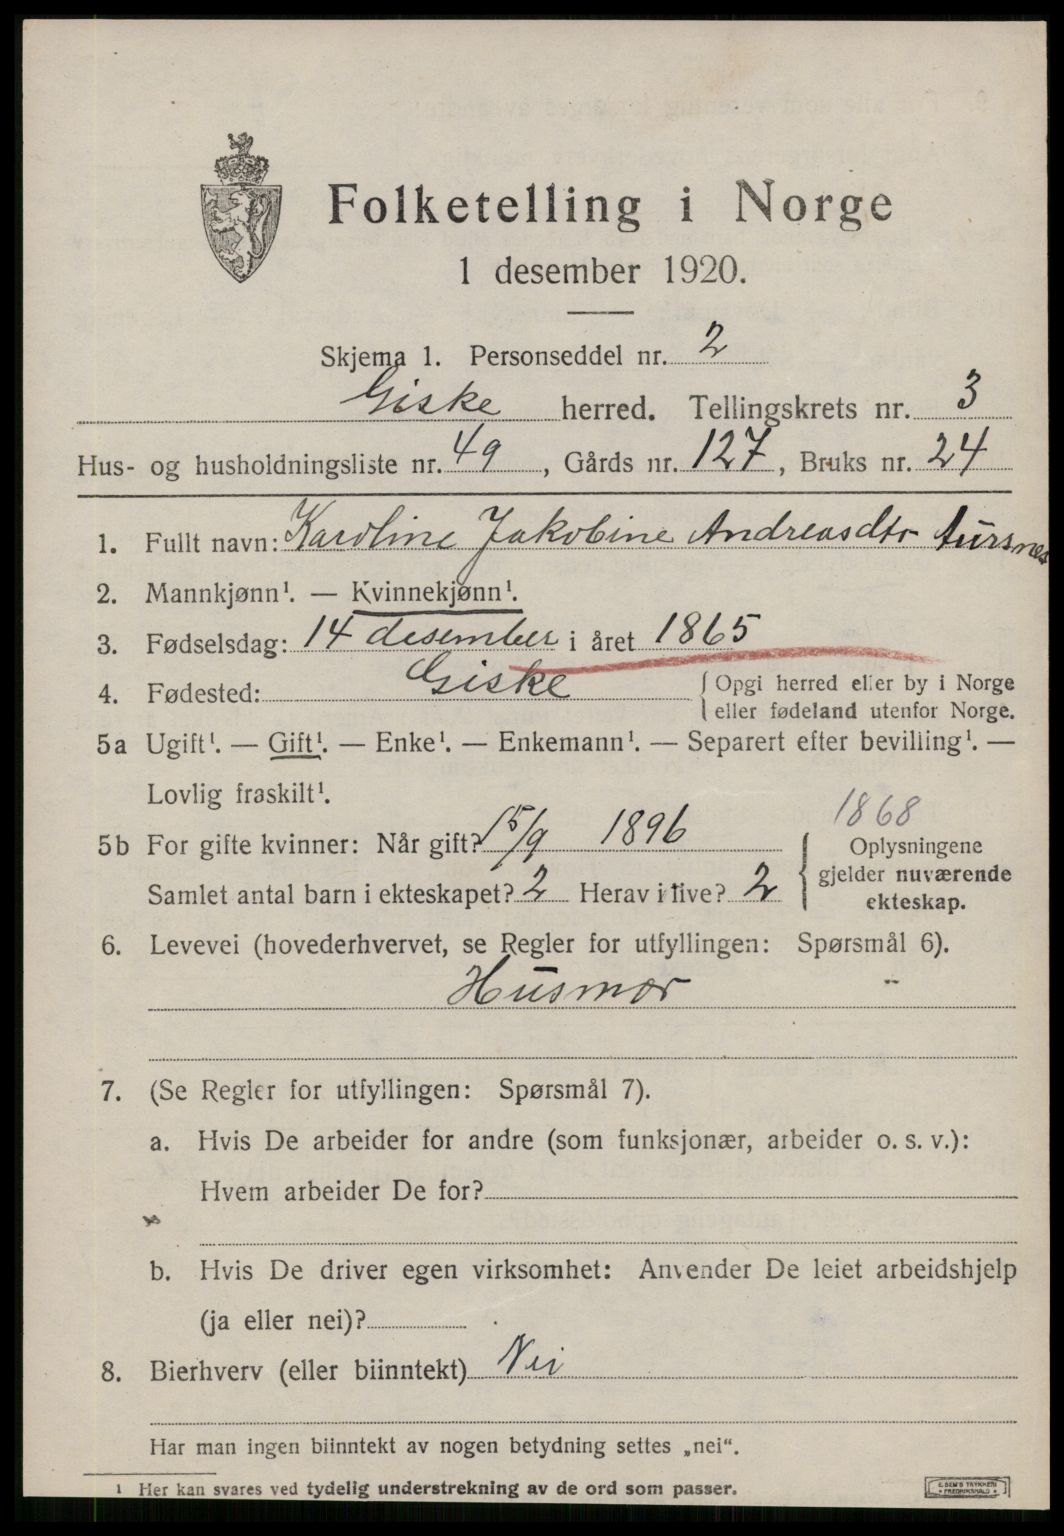 Folketelling i Norge
1 desember 1920.
Skjema 1. Personseddel nr. 2
Giske herred. Tellingskrets nr. 3
Hus- og husholdningsliste nr. 49, Gårds nr. 127, Bruks nr. 24
1. Fullt navn: Karoline Jakobine Andreasdtr Aursnes
2. Mannkjønn¹. — Kvinnekjønn¹.
3. Fødselsdag: 14 desember i året 1865
4. Fødested: Giske {Opgi herred eller by i Norge
eller fødeland utenfor Norge.
5a Ugift¹. — Gift¹. — Enke¹. — Enkemann¹. — Separert efter bevilling¹. —
Lovlig fraskilt¹.
1868
5b For gifte kvinner: Når gift? 15/9 1896
Samlet antal barn i ekteskapet? 2 Herav i live? 2
{Oplysningene
gjelder nuværende
ekteskap.
6. Levevei (hovederhvervet, se Regler for utfyllingen: Spørsmål 6).
Husmor
7. (Se Regler for utfyllingen: Spørsmål 7).
a. Hvis De arbeider for andre (som funksjonær, arbeider o. s. v.):
Hvem arbeider De for?
b. Hvis De driver egen virksomhet: Anvender De leiet arbeidshjelp
(ja eller nei)?
8. Bierhverv (eller biinntekt) Nei
Har man ingen biinntekt av nogen betydning settes „nei“.
¹ Her kan svares ved tydelig understrekning av de ord som passer.
E. SEM'S TRYKKERI
FREDRIKSHALD